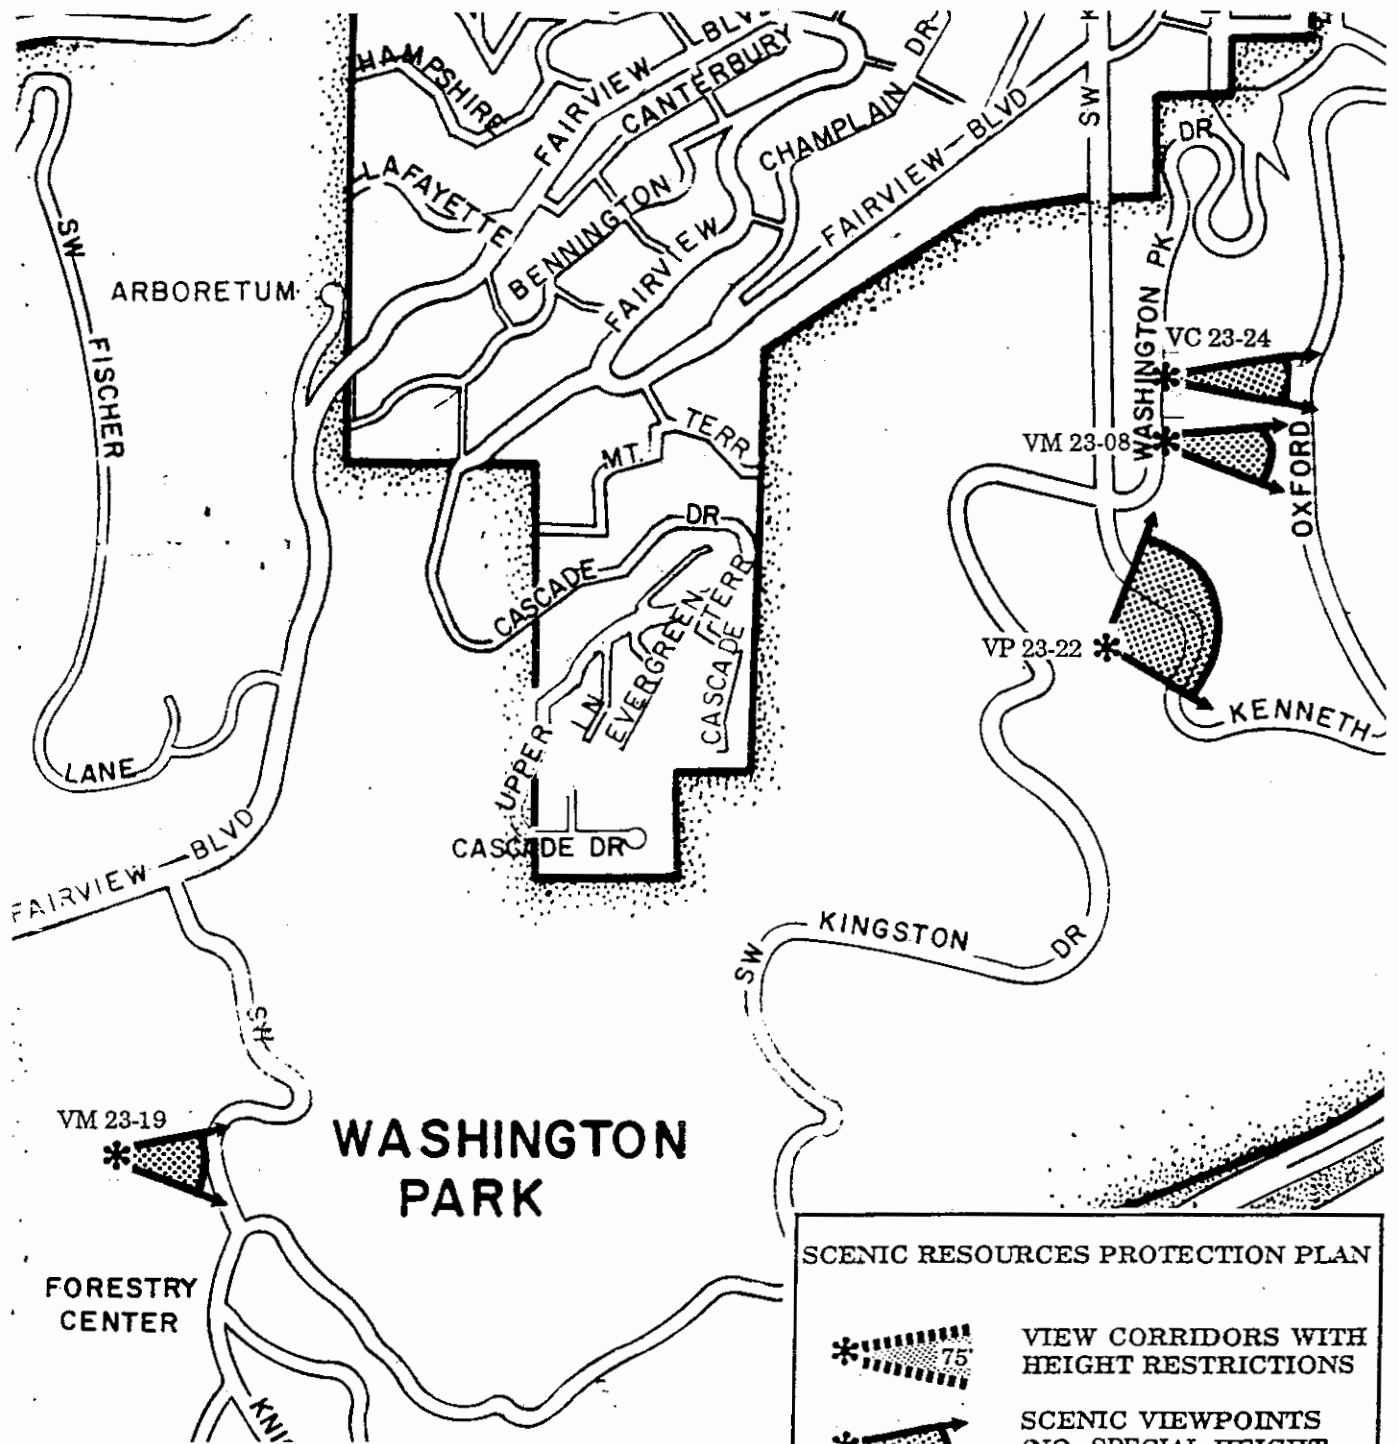 HAMPSHIRE
FAIRVIEW BLVD
CANTERBURY
CHAMPLAIN DR
FAIRVIEW BLVD
SW
DR
LAFAYETTE
BENNINGTON
FAIRVIEW
SW FISCHER
LANE
ARBORETUM
WASHINGTON PK
VC 23-24
VM 23-08
OXFORD
MT. TERR
CASCADE DR
UPPER
LN
EVERGREEN
TERR
CASCADE
CASCADE DR
VP 23-22
KENNETH
FAIRVIEW BLVD
SW KINGSTON DR
VM 23-19
WASHINGTON
PARK
FORESTRY
CENTER
SCENIC RESOURCES PROTECTION PLAN
75'
VIEW CORRIDORS WITH
HEIGHT RESTRICTIONS
SCENIC VIEWPOINTS